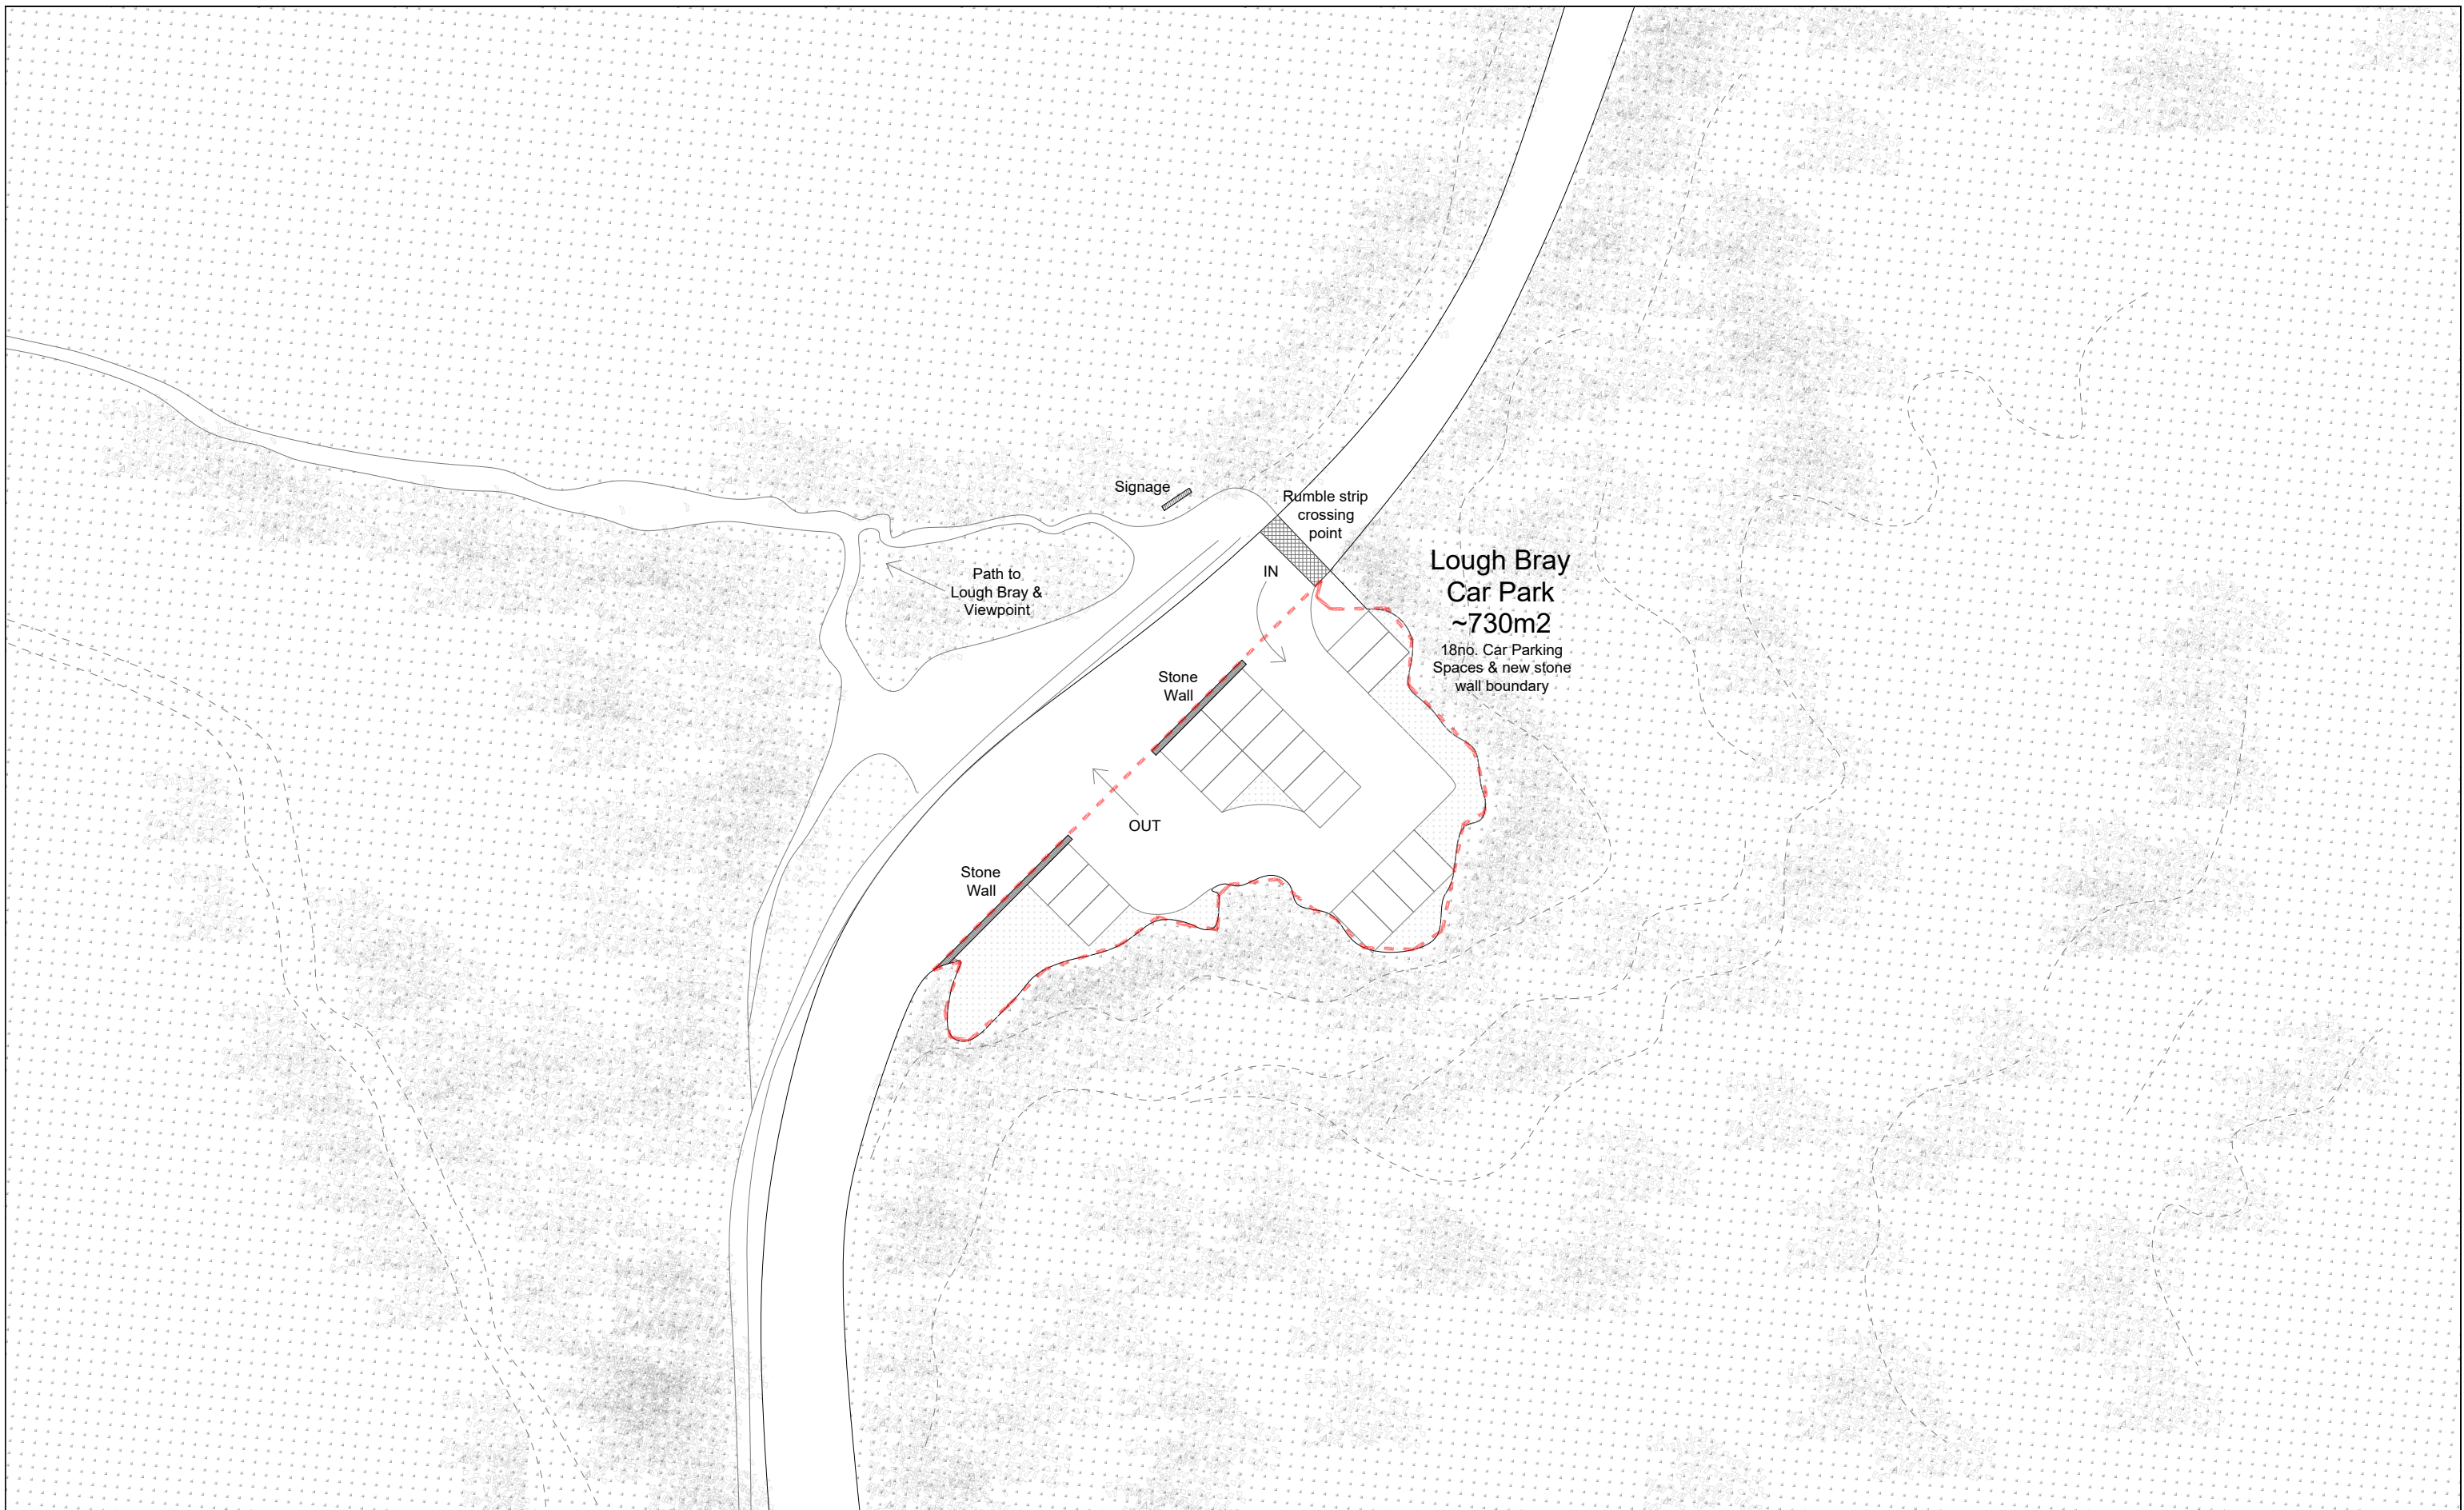 Signage
Rumble strip
crossing
point
IN
Path to
Lough Bray &
Viewpoint
Lough Bray
Car Park
~730m2
18no. Car Parking
Spaces & new stone
wall boundary
Stone
Wall
OUT
Stone
Wall